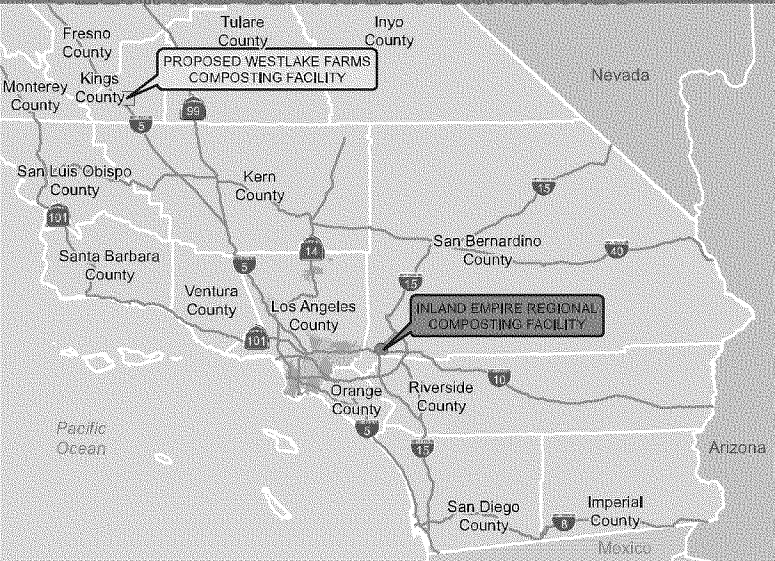 Fresno
County
Tulare
County
Inyo
County
Nevada
PROPOSED WESTLAKE FARMS
COMPOSTING FACILITY
Monterey
County
Kings
County
99
5
San Luis Obispo
County
Kern
County
15
101
San Bernardino
County
40
14
Santa Barbara
County
5
15
Ventura
County
Los Angeles
County
INLAND EMPIRE REGIONAL
COMPOSTING FACILITY
101
10
Orange
County
Riverside
County
Pacific
Ocean
5
15
Arizona
San Diego
County
Imperial
County
8
Mexico